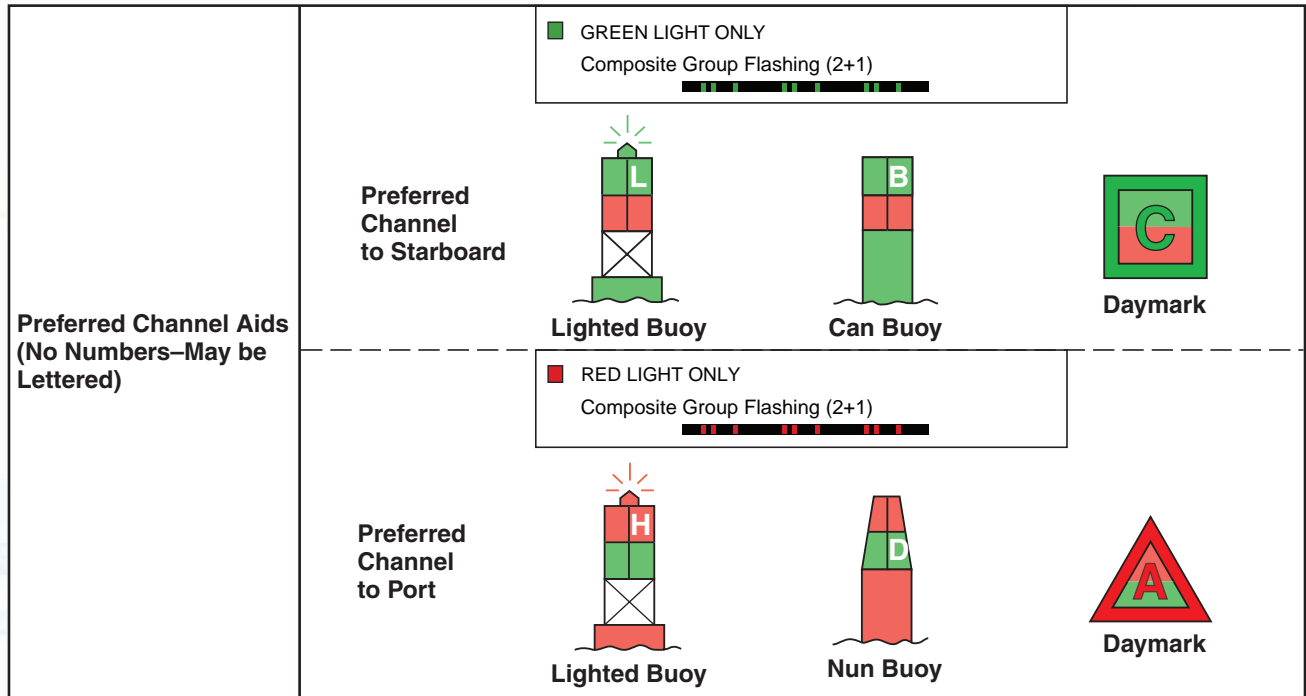 Preferred Channel Aids
(No Numbers–May be
Lettered)
GREEN LIGHT ONLY
Composite Group Flashing (2+1)
Preferred
Channel
to Starboard
L
B
C
Lighted Buoy
Can Buoy
Daymark
RED LIGHT ONLY
Composite Group Flashing (2+1)
Preferred
Channel
to Port
H
D
A
Lighted Buoy
Nun Buoy
Daymark